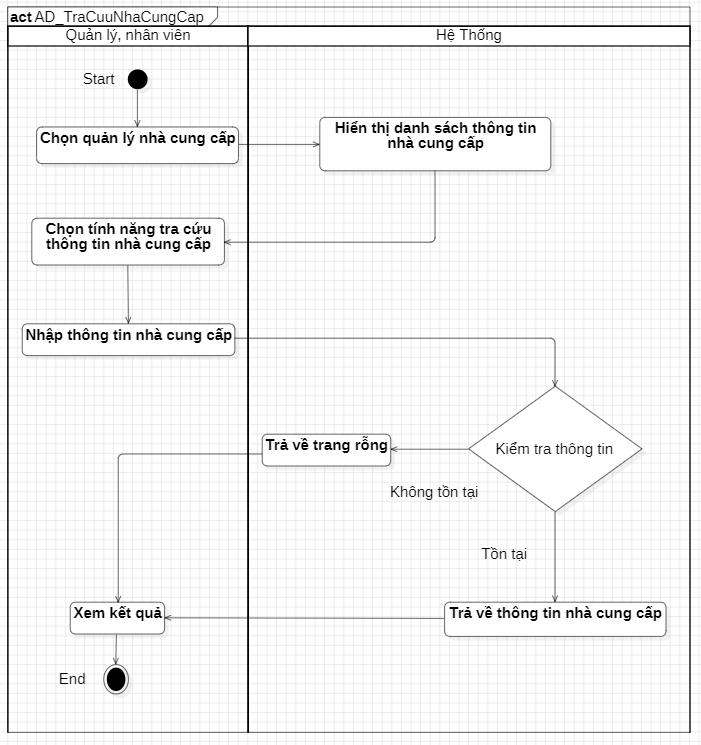 act AD_TraCuuNhaCungCap
Quản lý, nhân viên
Hệ Thống
Start
Chọn quản lý nhà cung cấp
Hiển thị danh sách thông tin
nhà cung cấp
Chọn tính năng tra cứu
thông tin nhà cung cấp
Nhập thông tin nhà cung cấp
Kiểm tra thông tin
Trả về trang rỗng
Không tồn tại
Tồn tại
Xem kết quả
Trả về thông tin nhà cung cấp
End